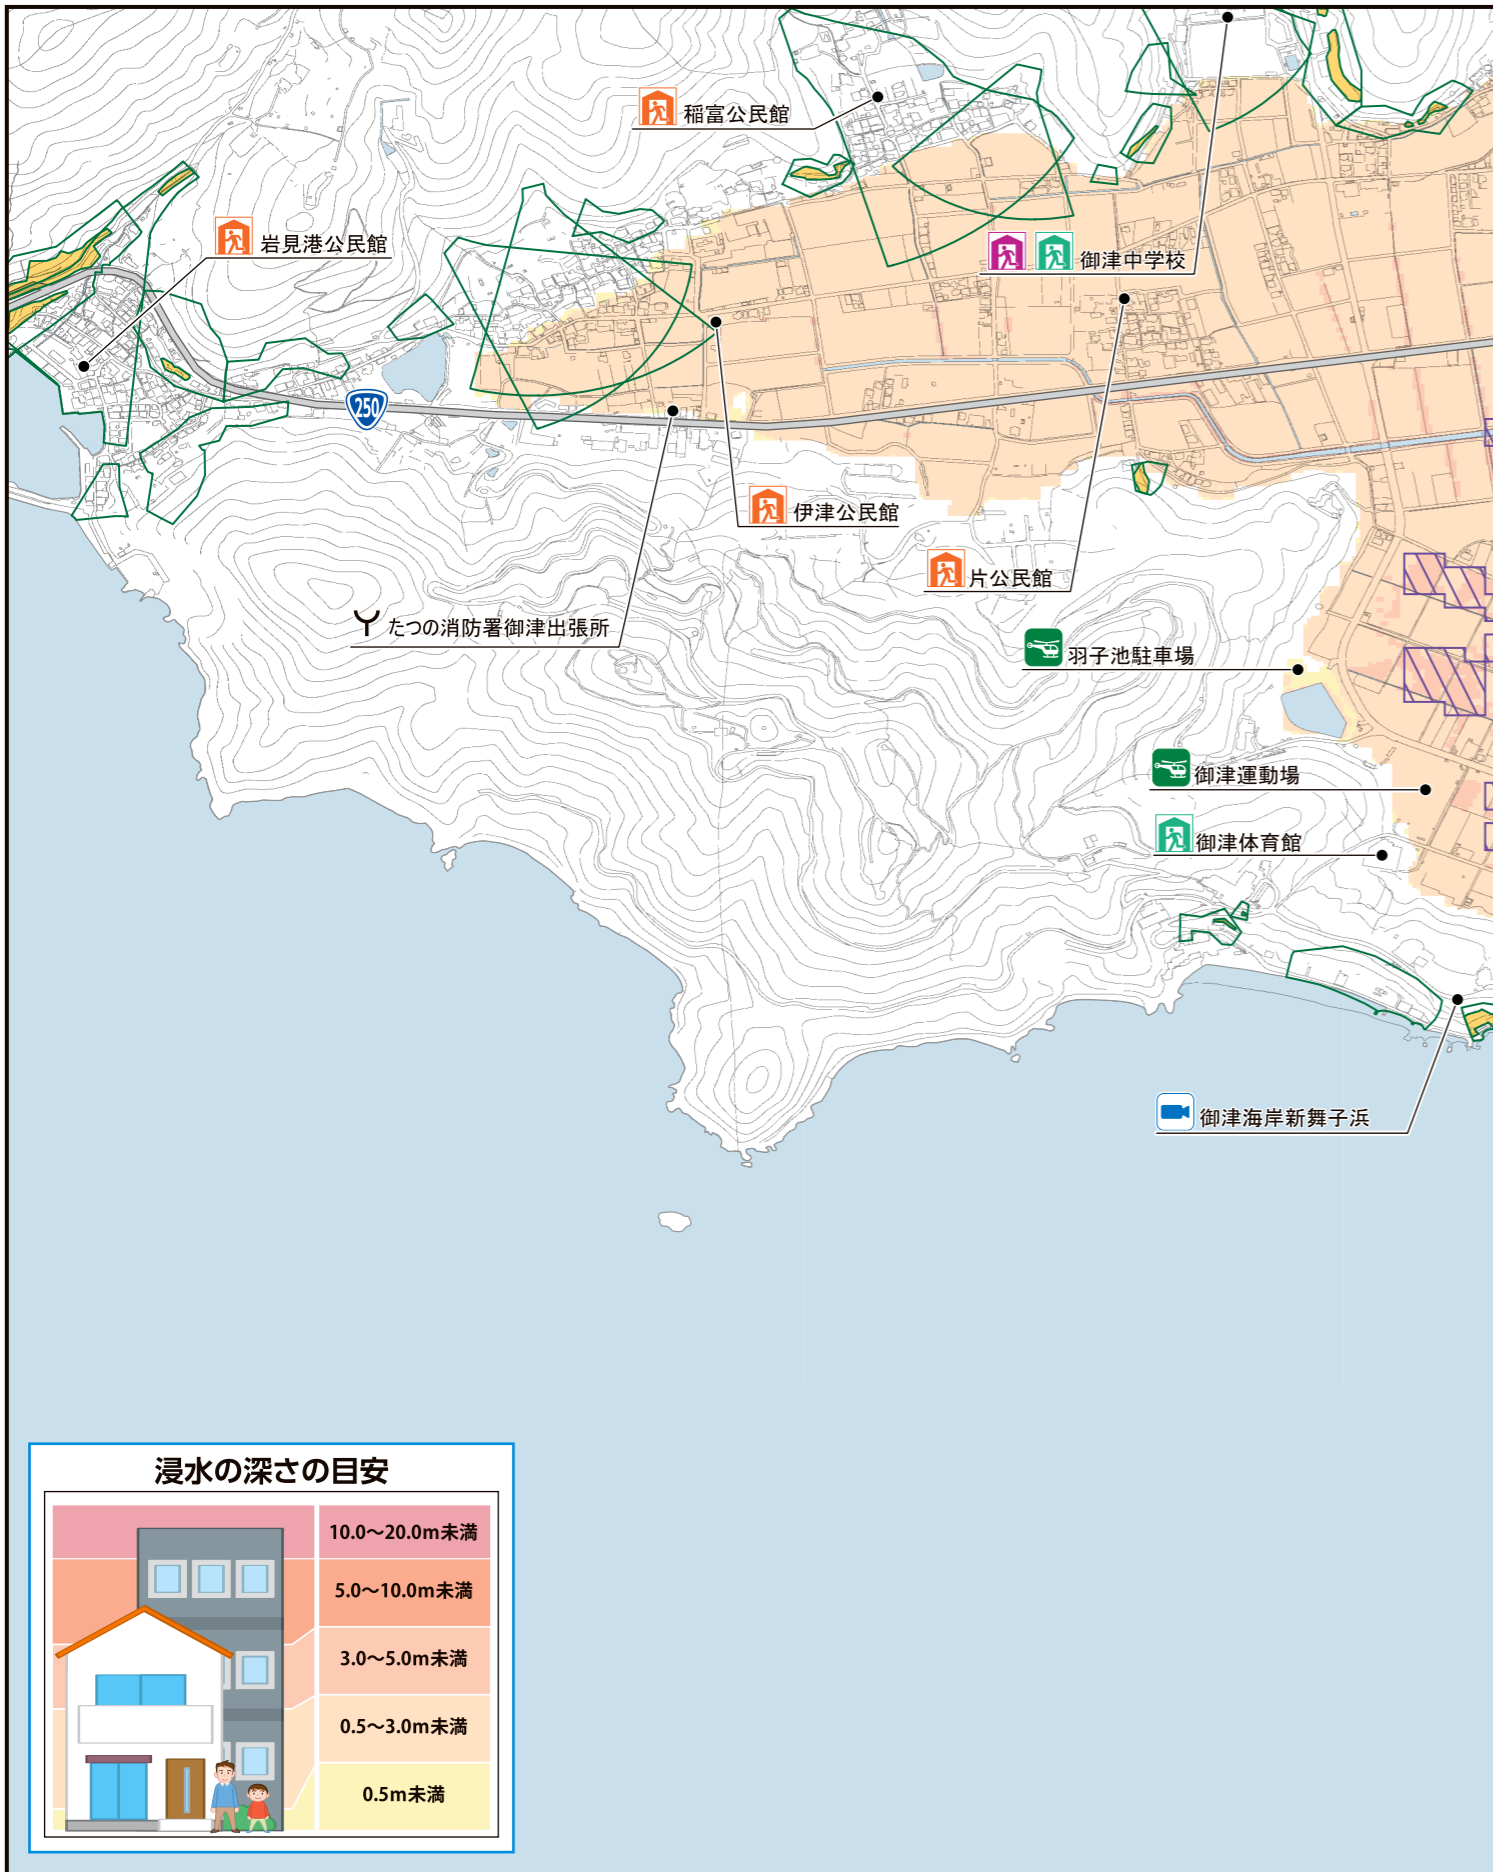 稲富公民館
岩見港公民館
御津中学校
250
伊津公民館
片公民館
たつの消防署御津出張所
羽子池駐車場
御津運動場
御津体育館
御津海岸新舞子浜
浸水の深さの目安
10.0～20.0m未満
5.0～10.0m未満
3.0～5.0m未満
0.5～3.0m未満
0.5m未満